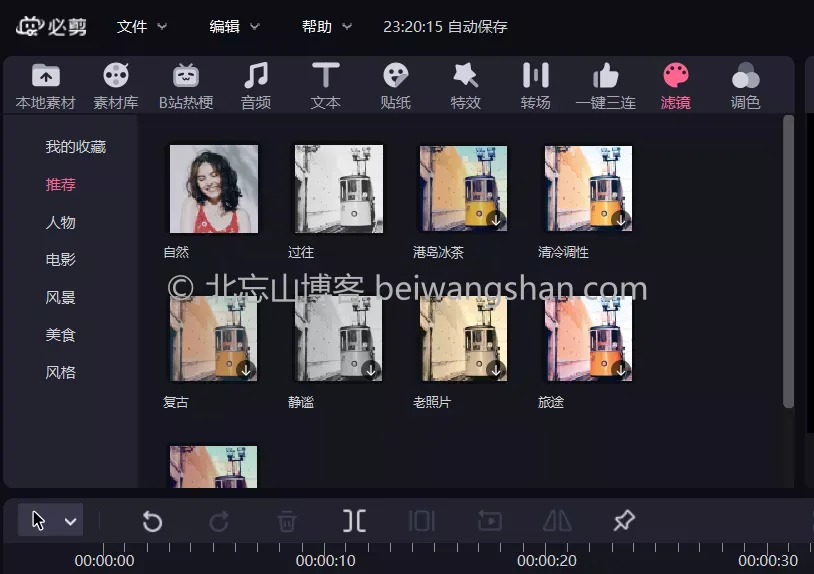 必剪 文件 编辑 帮助 23:20:15 自动保存
本地素材 素材库 B站热梗 音频 文本 贴纸 特效 转场 一键三连 滤镜 调色
我的收藏
推荐
人物
电影
风景
美食
风格
自然 过往 港岛冰茶 清冷调性
© 北忘山博客 beiwangshan.com
复古 静谧 老照片 旅途
00:00:00 00:00:10 00:00:20 00:00:30